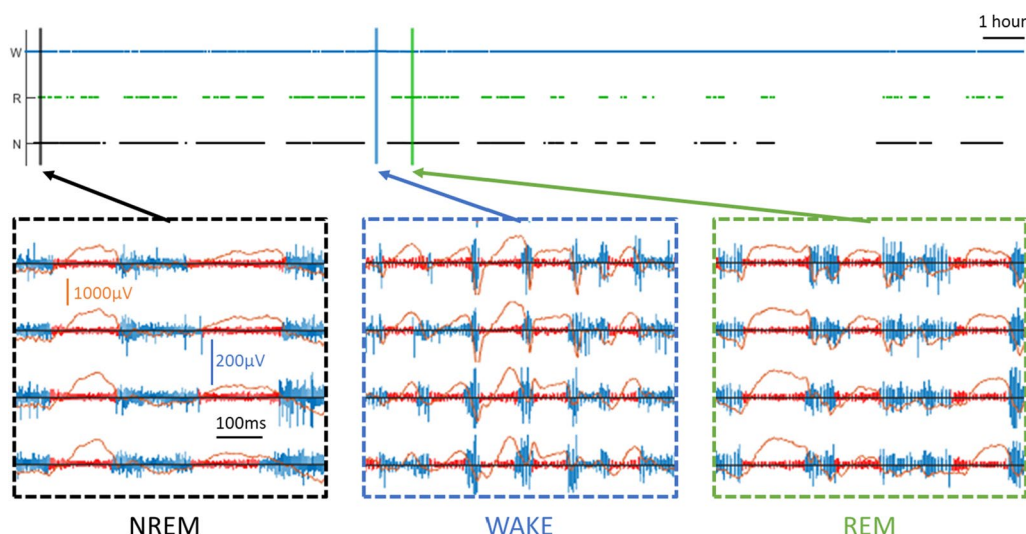 1 hour
W
R
N
1000µV
200µV
100ms
NREM
WAKE
REM